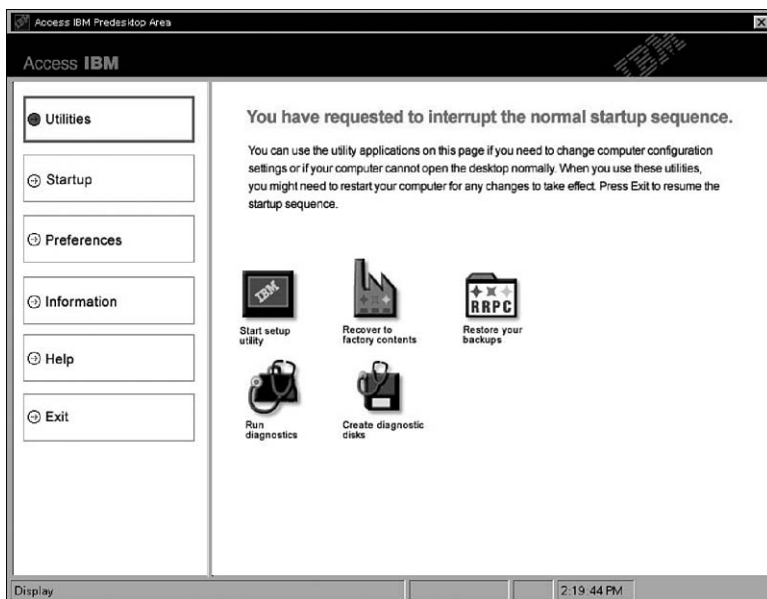 Access IBM Predesktop Area
Access IBM
IBM
Utilities
Startup
Preferences
Information
Help
Exit
You have requested to interrupt the normal startup sequence.
You can use the utility applications on this page if you need to change computer configuration
settings or if your computer cannot open the desktop normally. When you use these utilities,
you might need to restart your computer for any changes to take effect. Press Exit to resume the
startup sequence.
IBM
Start setup
utility
Recover to
factory contents
RRPC
Restore your
backups
Run
diagnostics
Create diagnostic
disks
Display
2:19:44 PM